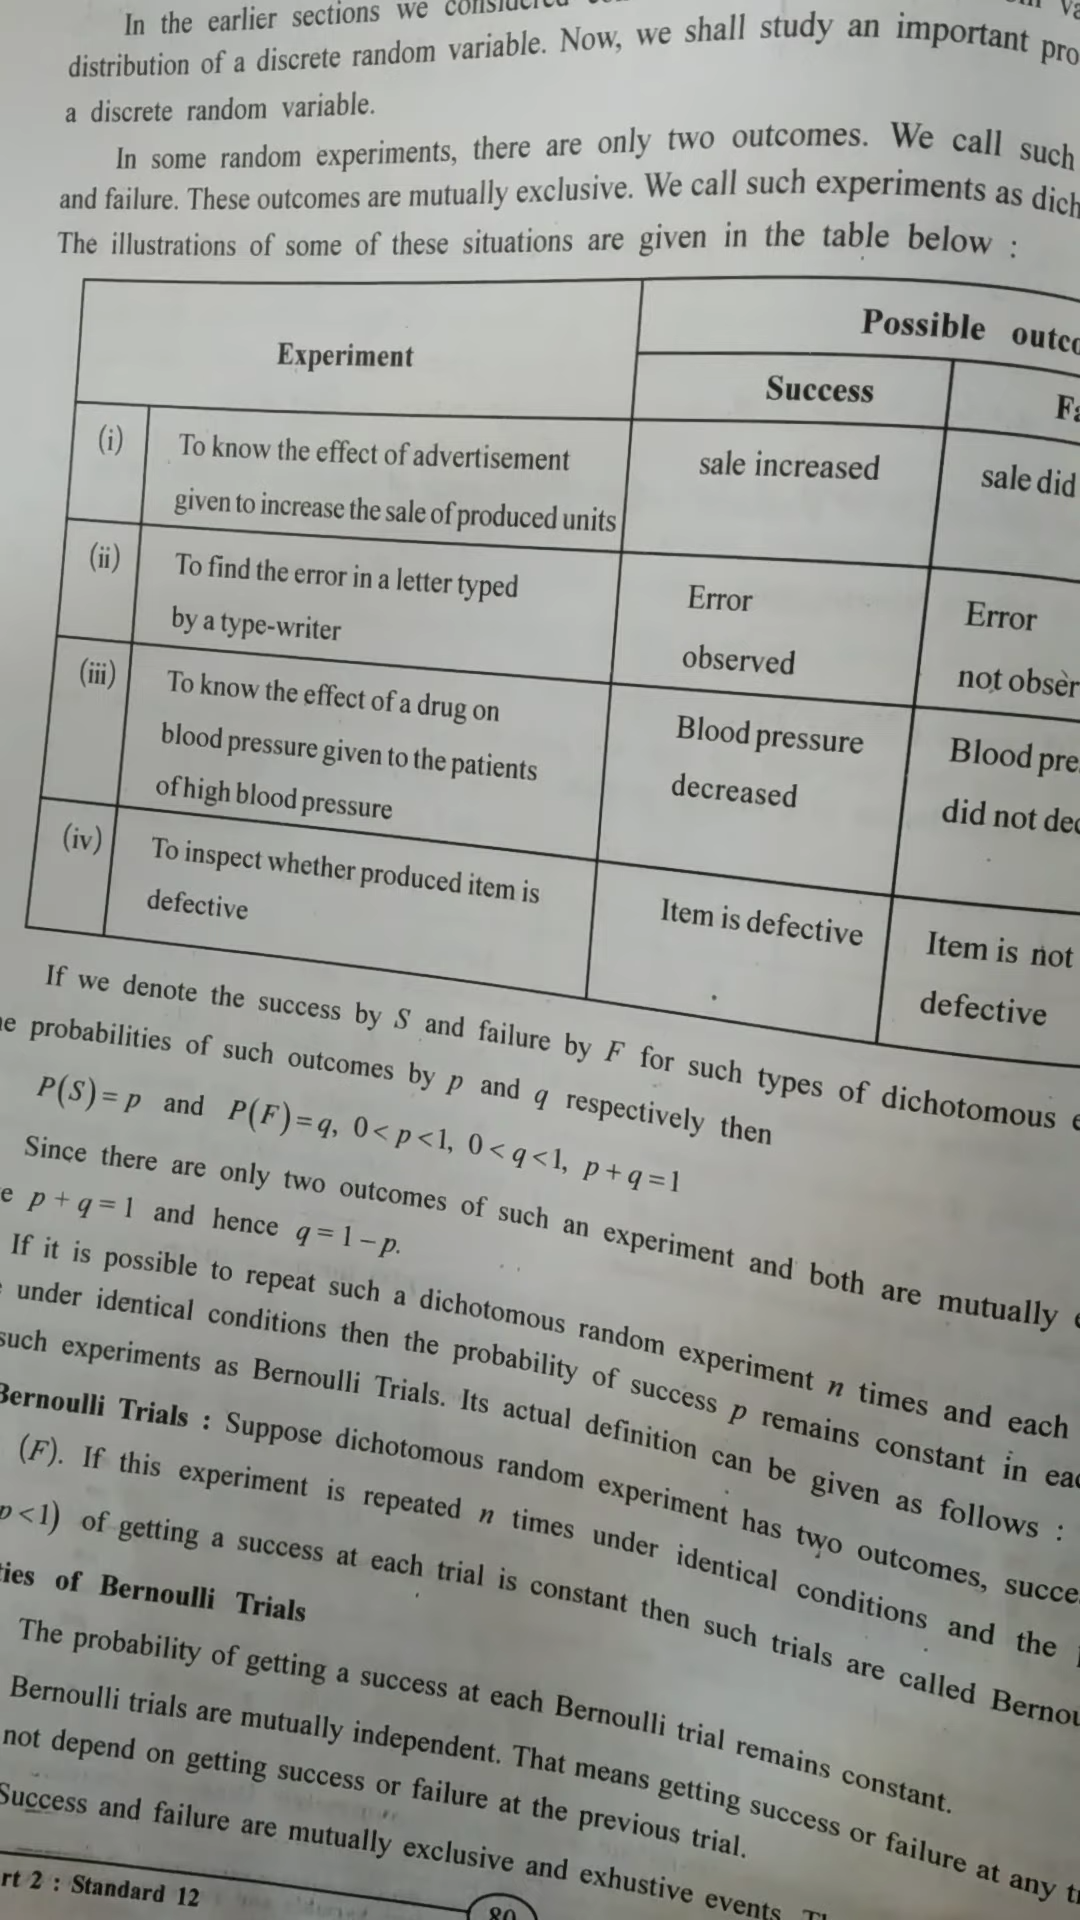 In the earlier sections we
distribution of a discrete random variable. Now, we shall study an important pro
a discrete random variable.
In some random experiments, there are only two outcomes. We call such
and failure. These outcomes are mutually exclusive. We call such experiments as dich
The illustrations of some of these situations are given in the table below :
Experiment
Possible outco
Success
Fa
(i) To know the effect of advertisement
given to increase the sale of produced units
sale increased
sale did
(ii) To find the error in a letter typed
by a type-writer
Error
observed
Error
not obser
(iii) To know the effect of a drug on
blood pressure given to the patients
of high blood pressure
Blood pressure
decreased
Blood pre
did not dec
(iv) To inspect whether produced item is
defective
Item is defective
Item is not
defective
If we denote the success by S and failure by F for such types of dichotomous e
e probabilities of such outcomes by p and q respectively then
P(S) = p and P(F) = q, 0 < p < 1, 0 < q < 1, p + q = 1
Since there are only two outcomes of such an experiment and both are mutually e
e p + q = 1 and hence q = 1 – p.
If it is possible to repeat such a dichotomous random experiment n times and each
under identical conditions then the probability of success p remains constant in eac
such experiments as Bernoulli Trials. Its actual definition can be given as follows :
Bernoulli Trials : Suppose dichotomous random experiment has two outcomes, succe
(F). If this experiment is repeated n times under identical conditions and the
p < 1) of getting a success at each trial is constant then such trials are called Bernou
ties of Bernoulli Trials
The probability of getting a success at each Bernoulli trial remains constant.
Bernoulli trials are mutually independent. That means getting success or failure at any t
not depend on getting success or failure at the previous trial.
Success and failure are mutually exclusive and exhustive events.
rt 2 : Standard 12
80